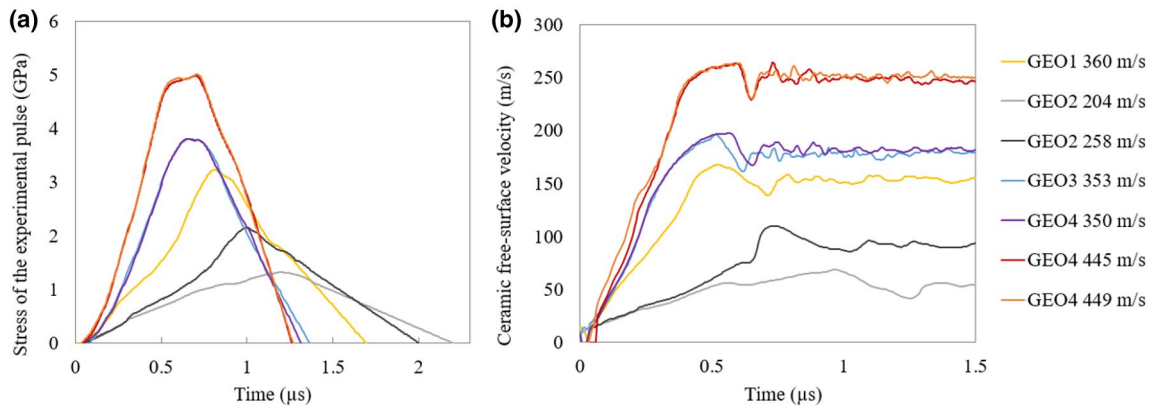 (a)
Stress of the experimental pulse (GPa)
6
5
4
3
2
1
0
0
0.5
1
1.5
2
Time (µs)
(b)
Ceramic free-surface velocity (m/s)
300
250
200
150
100
50
0
0
0.5
1
1.5
Time (µs)
GEO1 360 m/s
GEO2 204 m/s
GEO2 258 m/s
GEO3 353 m/s
GEO4 350 m/s
GEO4 445 m/s
GEO4 449 m/s